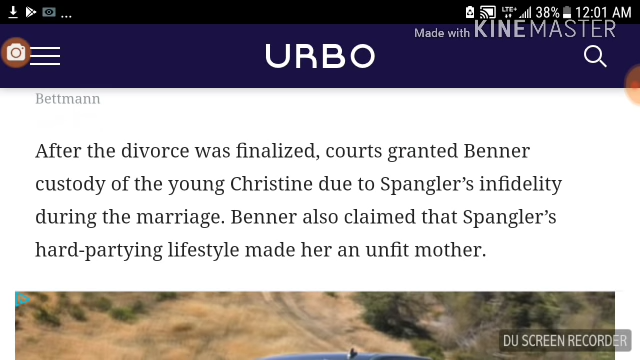 ... LTE+ 38% 12:01 AM
Made with KINEMASTER
URBO
Bettmann
After the divorce was finalized, courts granted Benner
custody of the young Christine due to Spangler’s infidelity
during the marriage. Benner also claimed that Spangler’s
hard-partying lifestyle made her an unfit mother.
DU SCREEN RECORDER